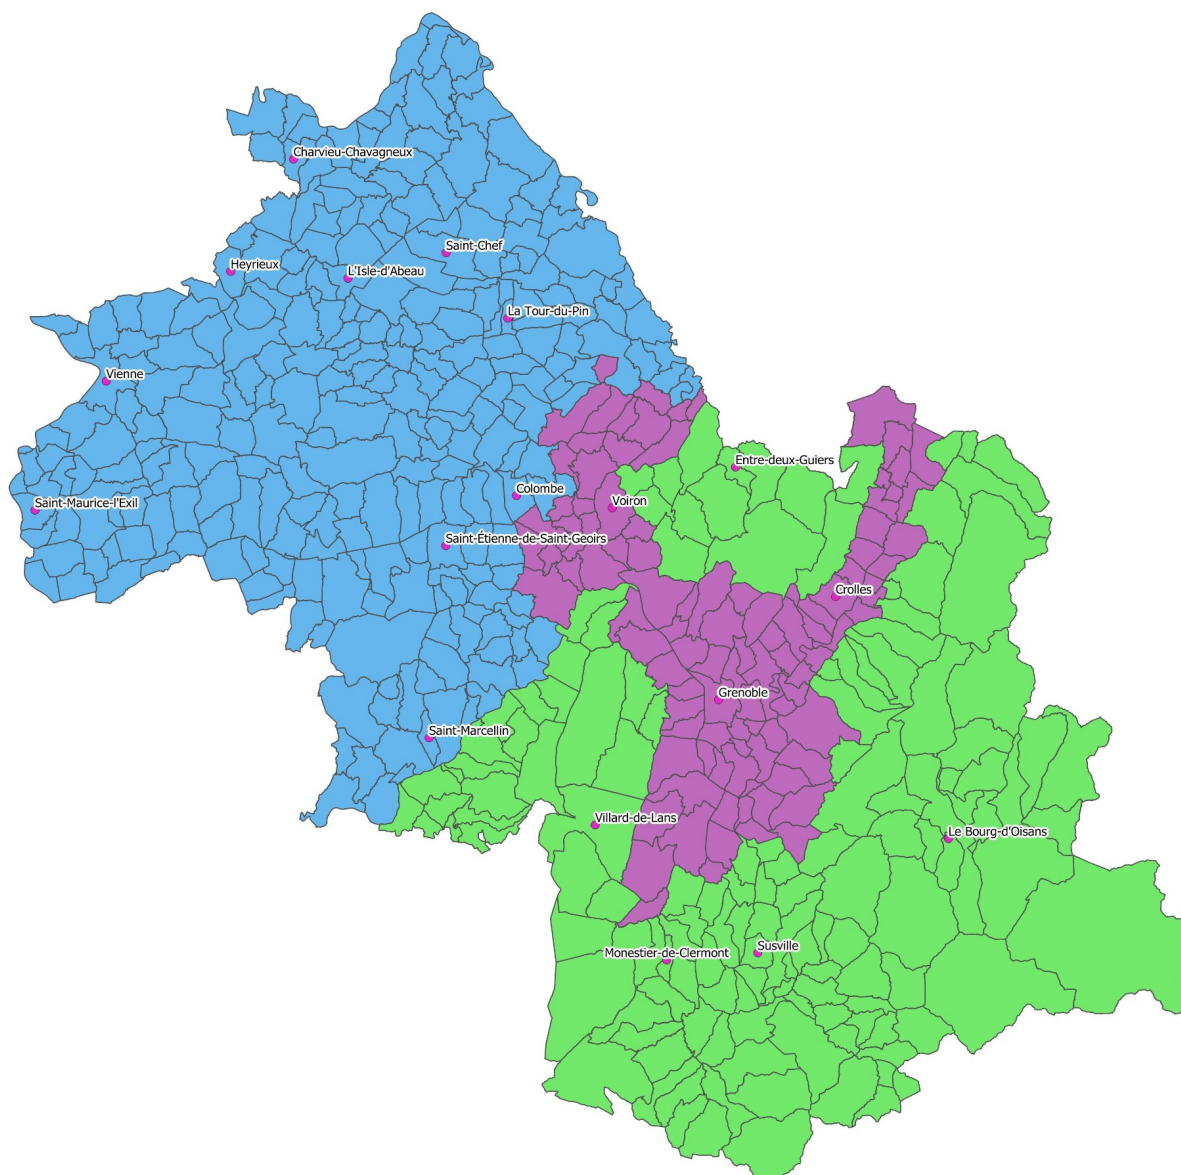 Charvieu-Chavagneux
Saint-Chef
Heyrieux
L'Isle-d'Abeau
La Tour-du-Pin
Vienne
Entre-deux-Guiers
Colombe
Saint-Maurice-l'Exil
Voiron
Saint-Étienne-de-Saint-Geoirs
Crolles
Grenoble
Saint-Marcellin
Villard-de-Lans
Le Bourg-d'Oisans
Susville
Monestier-de-Clermont